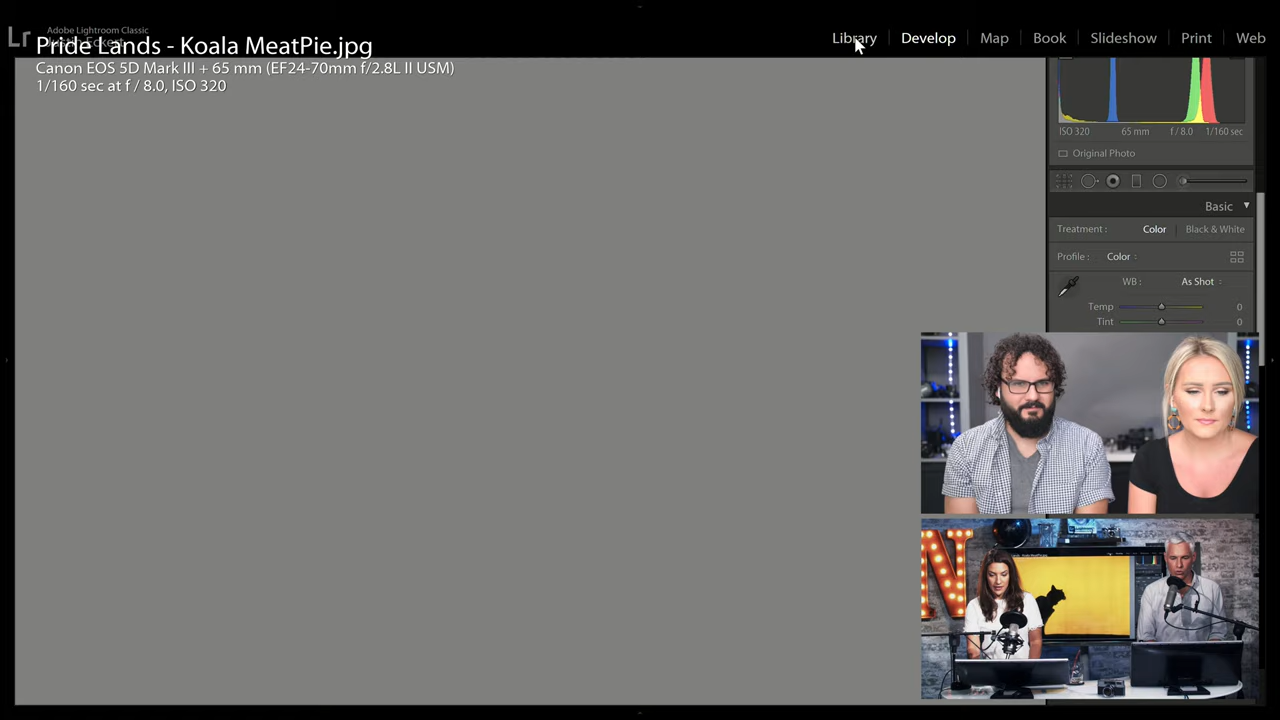 Lr
Adobe Lightroom Classic
Justin Eckert
Pride Lands - Koala MeatPie.jpg
Canon EOS 5D Mark III + 65 mm (EF24-70mm f/2.8L II USM)
1/160 sec at f / 8.0, ISO 320
Library | Develop | Map | Book | Slideshow | Print | Web
ISO 320 65 mm f / 8.0 1/160 sec
Original Photo
Basic
Treatment : Color | Black & White
Profile : Color
WB : As Shot
Temp 0
Tint 0
N